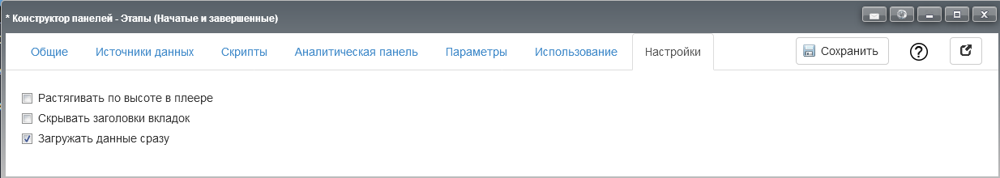 * Конструктор панелей - Этапы (Начатые и завершенные)
Общие Источники данных Скрипты Аналитическая панель Параметры Использование Настройки Сохранить
Растягивать по высоте в плеере
Скрывать заголовки вкладок
Загружать данные сразу